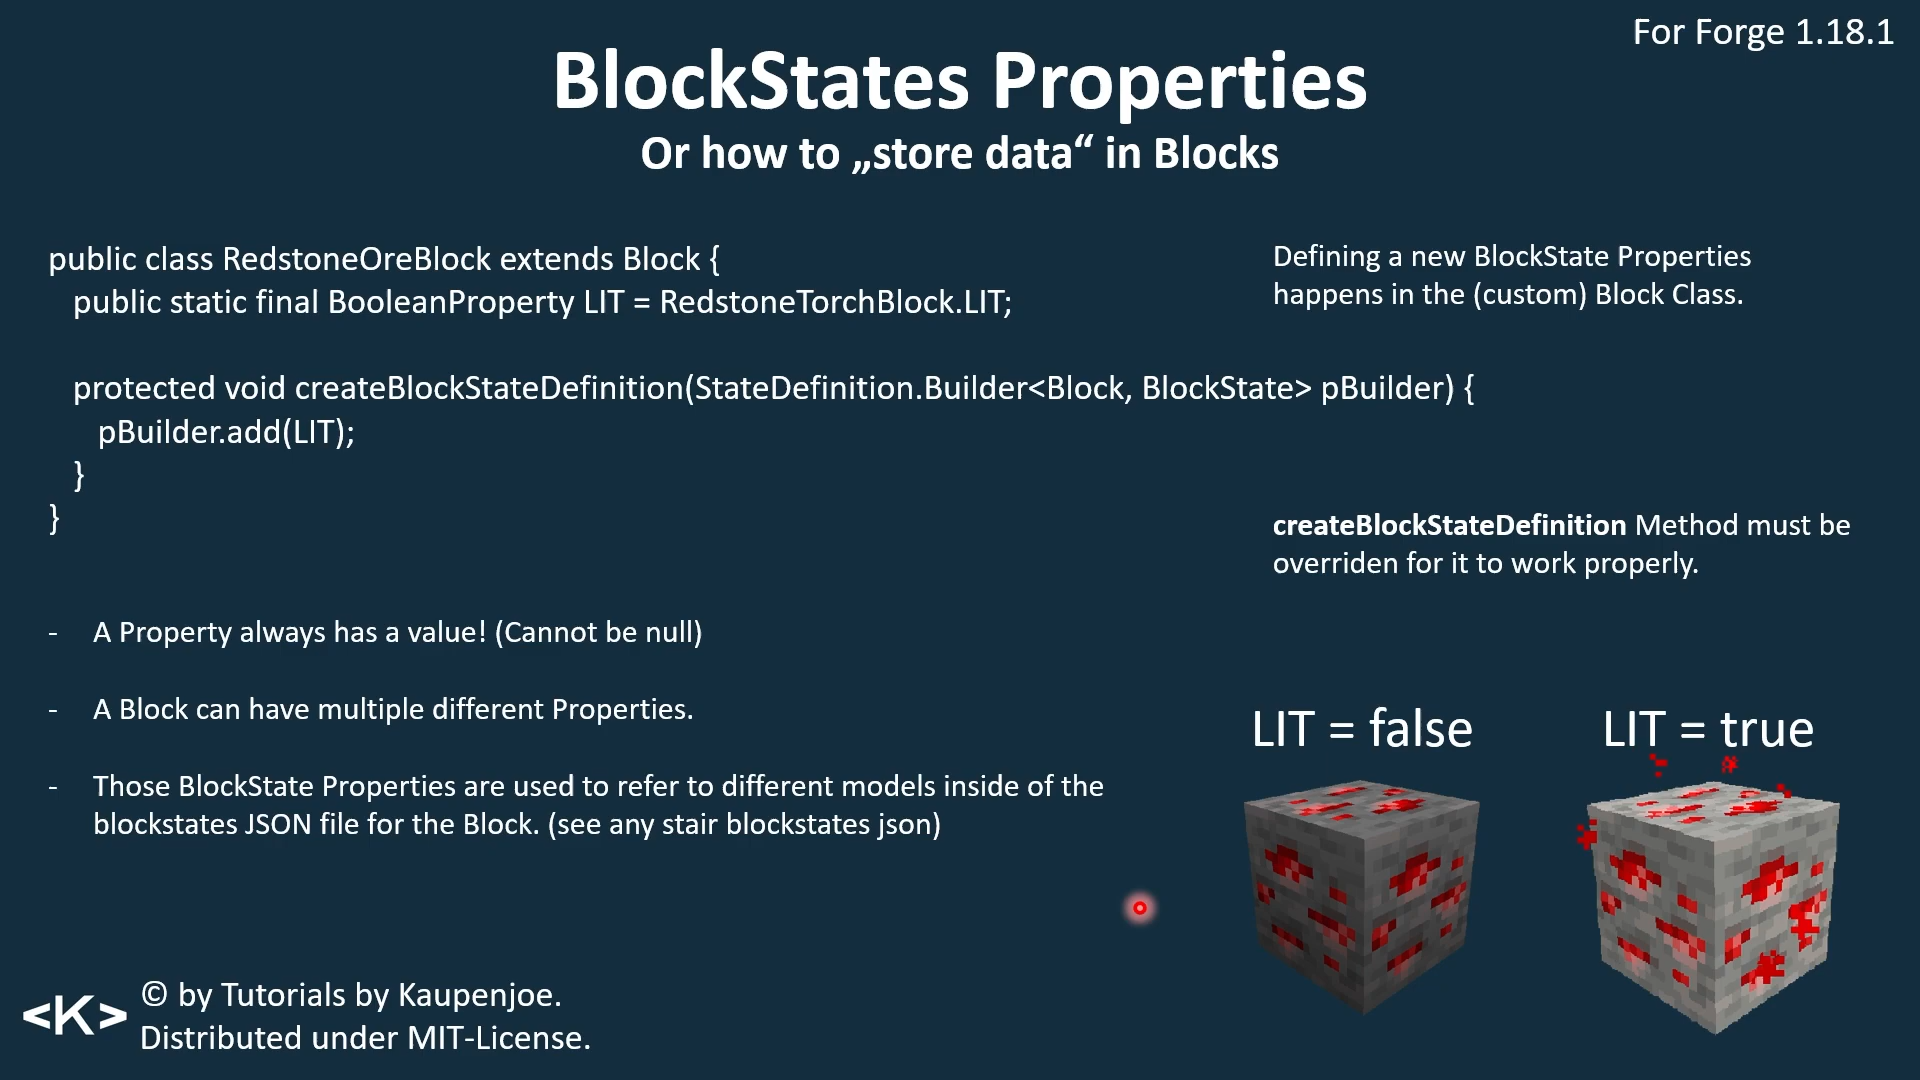 For Forge 1.18.1
BlockStates Properties
Or how to „store data“ in Blocks
public class RedstoneOreBlock extends Block {
public static final BooleanProperty LIT = RedstoneTorchBlock.LIT;
protected void createBlockStateDefinition(StateDefinition.Builder<Block, BlockState> pBuilder) {
pBuilder.add(LIT);
}
}
Defining a new BlockState Properties
happens in the (custom) Block Class.
createBlockStateDefinition Method must be
overriden for it to work properly.
- A Property always has a value! (Cannot be null)
- A Block can have multiple different Properties.
- Those BlockState Properties are used to refer to different models inside of the
blockstates JSON file for the Block. (see any stair blockstates json)
LIT = false
LIT = true
<K>
© by Tutorials by Kaupenjoe.
Distributed under MIT-License.